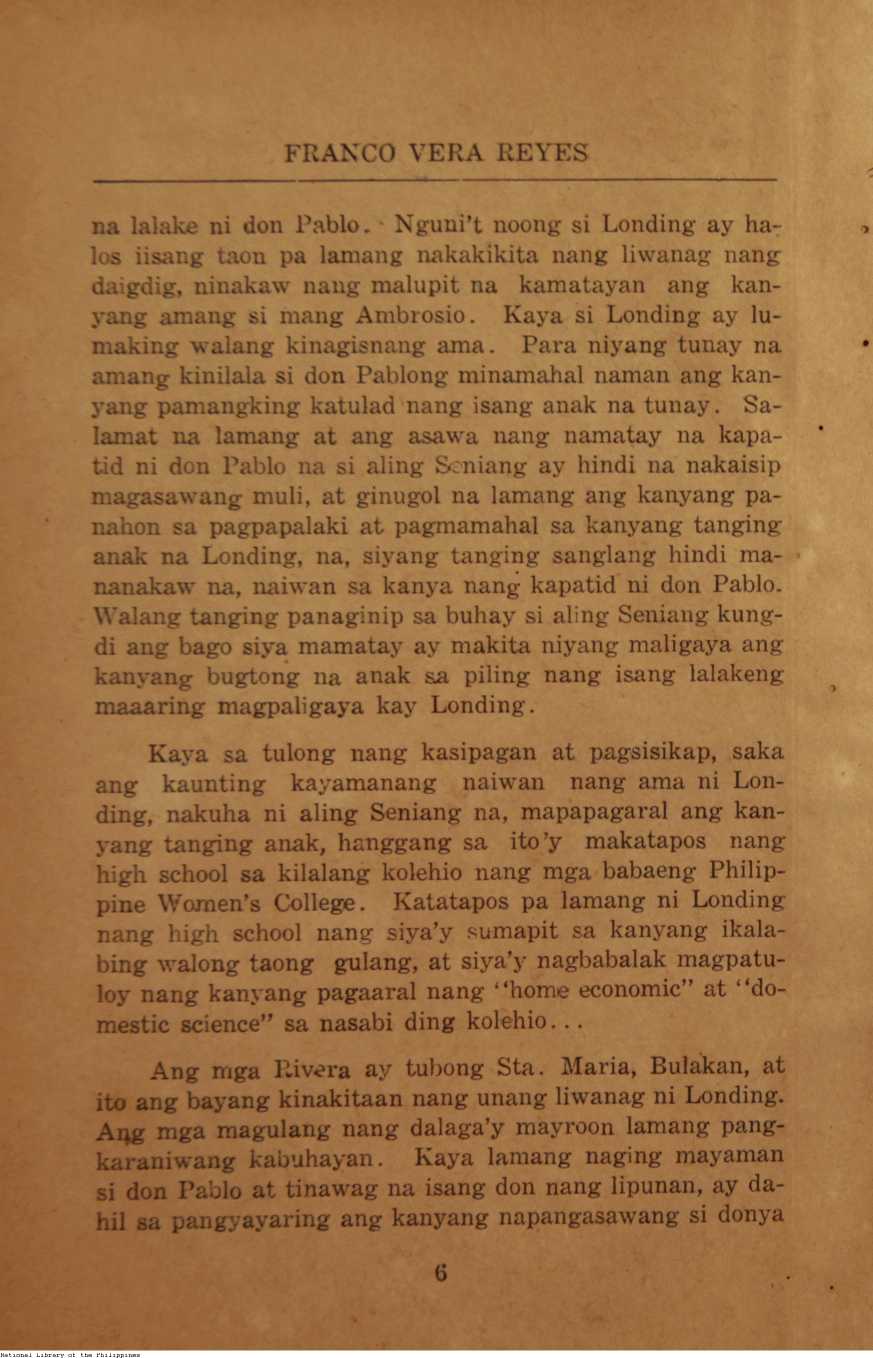 FRANCO VERA REYES
na lalake ni don Pablo. Nguni't noong si Londing ay ha-
los iisang taon pa lamang nakakikita nang liwanag nang
daigdig, ninakaw nang malupit na kamatayan ang kan-
yang amang si mang Ambrosio. Kaya si Londing ay lu-
making walang kinagisnang ama. Para niyang tunay na
amang kinilala si don Pablong minamahal naman ang kan-
yang pamangking katulad nang isang anak na tunay. Sa-
lamat na lamang at ang asawa nang namatay na kapa-
tid ni don Pablo na si aling Seniang ay hindi na nakaisip
magasawang muli, at ginugol na lamang ang kanyang pa-
nahon sa pagpapalaki at pagmamahal sa kanyang tanging
anak na Londing, na, siyang tanging sanglang hindi ma-
nanakaw na, naiwan sa kanya nang kapatid ni don Pablo.
Walang tanging panaginip sa buhay si aling Seniang kung-
di ang bago siya mamatay ay makita niyang maligaya ang
kanyang bugtong na anak sa piling nang isang lalakeng
maaaring magpaligaya kay Londing.
Kaya sa tulong nang kasipagan at pagsisikap, saka
ang kaunting kayamanang naiwan nang ama ni Lon-
ding, nakuha ni aling Seniang na, mapapagaral ang kan-
yang tanging anak, hanggang sa ito'y makatapos nang
high school sa kilalang kolehio nang mga babaeng Philip-
pine Women's College. Katatapos pa lamang ni Londing
nang high school nang siya'y sumapit sa kanyang ikala-
bing walong taong gulang, at siya'y nagbabalak magpatu-
loy nang kanyang pagaaral nang "home economic" at "do-
mestic science" sa nasabi ding kolehio...
Ang mga Rivera ay tubong Sta. Maria, Bulakan, at
ito ang bayang kinakitaan nang unang liwanag ni Londing.
Ang mga magulang nang dalaga'y mayroon lamang pang-
karaniwang kabuhayan. Kaya lamang naging mayaman
si don Pablo at tinawag na isang don nang lipunan, ay da-
hil sa pangyayaring ang kanyang napangasawang si donya
6
National Library of the Philippines